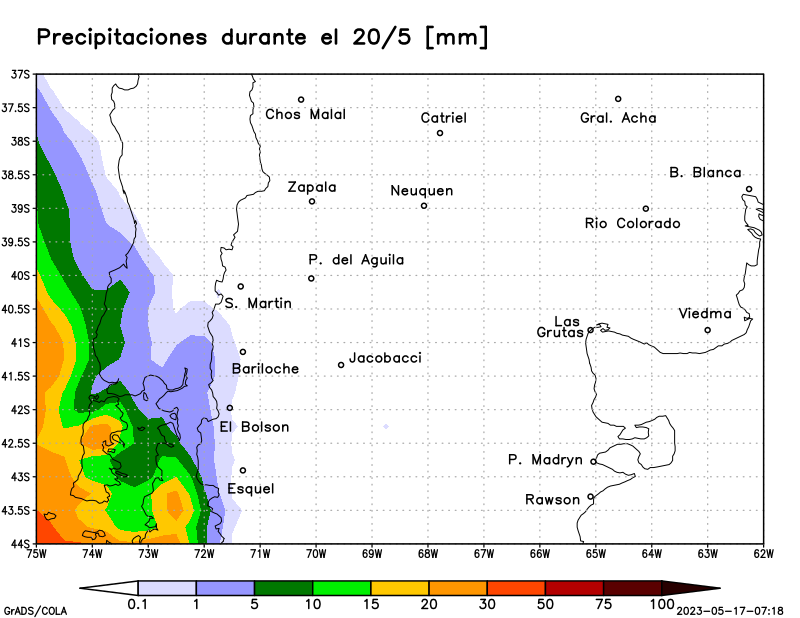 Precipitaciones durante el 20/5 [mm]
37S
37.5S
38S
38.5S
39S
39.5S
40S
40.5S
41S
41.5S
42S
42.5S
43S
43.5S
44S
Chos Malal
Catriel
Gral. Acha
B. Blanca
Zapala
Neuquen
Rio Colorado
P. del Aguila
S. Martin
Viedma
Las
Grutas
Bariloche
Jacobacci
El Bolson
Esquel
P. Madryn
Rawson
75W 74W 73W 72W 71W 70W 69W 68W 67W 66W 65W 64W 63W 62W
0.1 1 5 10 15 20 30 50 75 100
GrADS/COLA
2023-05-17-07:18